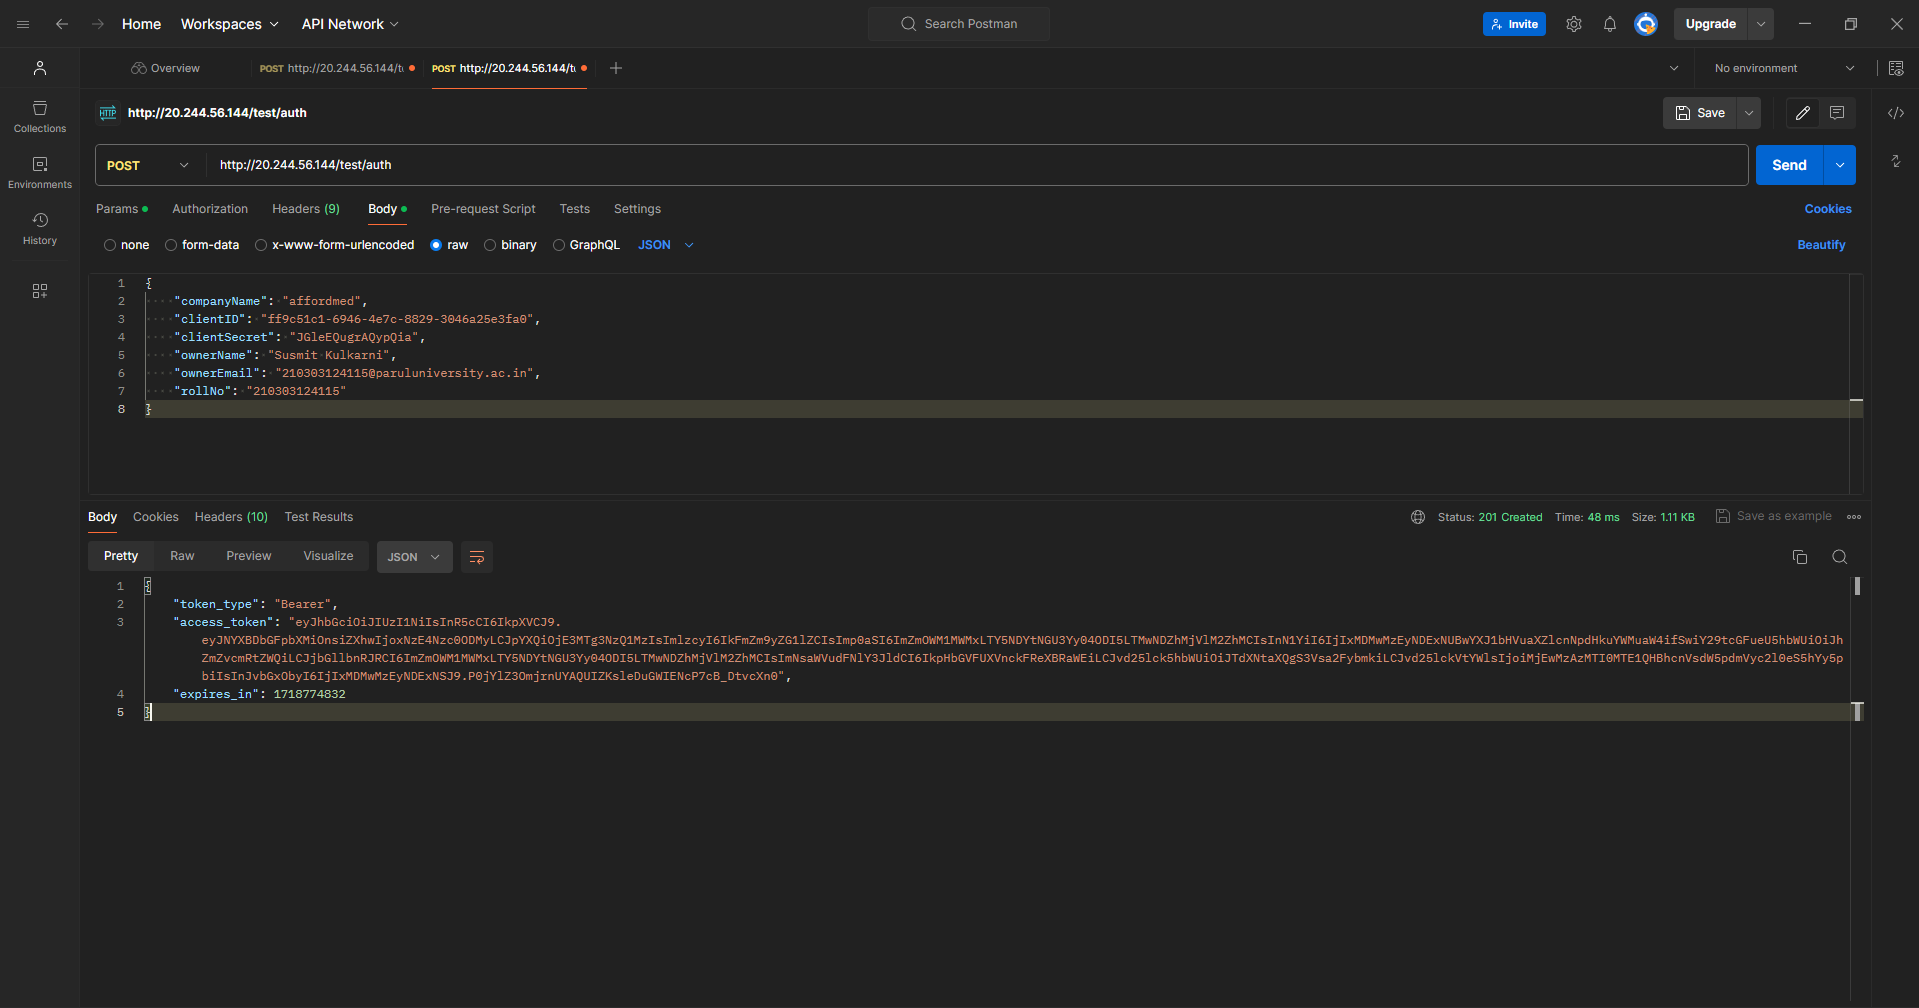 Home Workspaces API Network Search Postman Invite Upgrade
Overview POST http://20.244.56.144/t POST http://20.244.56.144/t No environment
HTTP http://20.244.56.144/test/auth Save
POST http://20.244.56.144/test/auth Send
Params Authorization Headers (9) Body Pre-request Script Tests Settings Cookies
none form-data x-www-form-urlencoded raw binary GraphQL JSON Beautify
Collections
Environments
History
1 {
2 "companyName": "affordmed",
3 "clientID": "ff9c51c1-6946-4e7c-8829-3046a25e3fa0",
4 "clientSecret": "JGleEQugrAQypQia",
5 "ownerName": "Susmit Kulkarni",
6 "ownerEmail": "210303124115@paruluniversity.ac.in",
7 "rollNo": "210303124115"
8 }
Body Cookies Headers (10) Test Results Status: 201 Created Time: 48 ms Size: 1.11 KB Save as example
Pretty Raw Preview Visualize JSON
1 {
2 "token_type": "Bearer",
3 "access_token": "eyJhbGciOiJIUzI1NiIsInR5cCI6IkpXVCJ9.
eyJNYXBDbGFpbXMiOnsiZXhwIjoxNzE4Nzc0ODMyLCJpYXQiOjE3MTg3NzQ1MzIsImlzcyI6IkFmZm9yZG1lZCIsImp0aSI6ImZmOWM1MWMxLTY5NDYtNGU3Yy04ODI5LTMwNDZhMjVlM2ZhMCIsInN1YiI6IjIxMDMwMzEyNDExNUBwYXJ1bHVuaXZlcnNpdHkuYWMuaW4ifSwiY29tcGFueU5hbWUiOiJh
ZmZvcmRtZWQiLCJjbGllbnRJRCI6ImZmOWM1MWMxLTY5NDYtNGU3Yy04ODI5LTMwNDZhMjVlM2ZhMCIsImNsaWVudFNlY3JldCI6IkpHbGVFUXVnckFReXBRaWEiLCJvd25lck5hbWUiOiJTdXNtaXQgS3Vsa2FybmkiLCJvd25lckVtYWlsIjoiMjEwMzAzMTI0MTE1QHBhcnVsdW5pdmVyc2l0eS5hYy5p
biIsInJvbGxObyI6IjIxMDMwMzEyNDExNSJ9.P0jYlZ3OmjrnUYAQUIZKsleDuGWIENcP7cB_DtvcXn0",
4 "expires_in": 1718774832
5 }